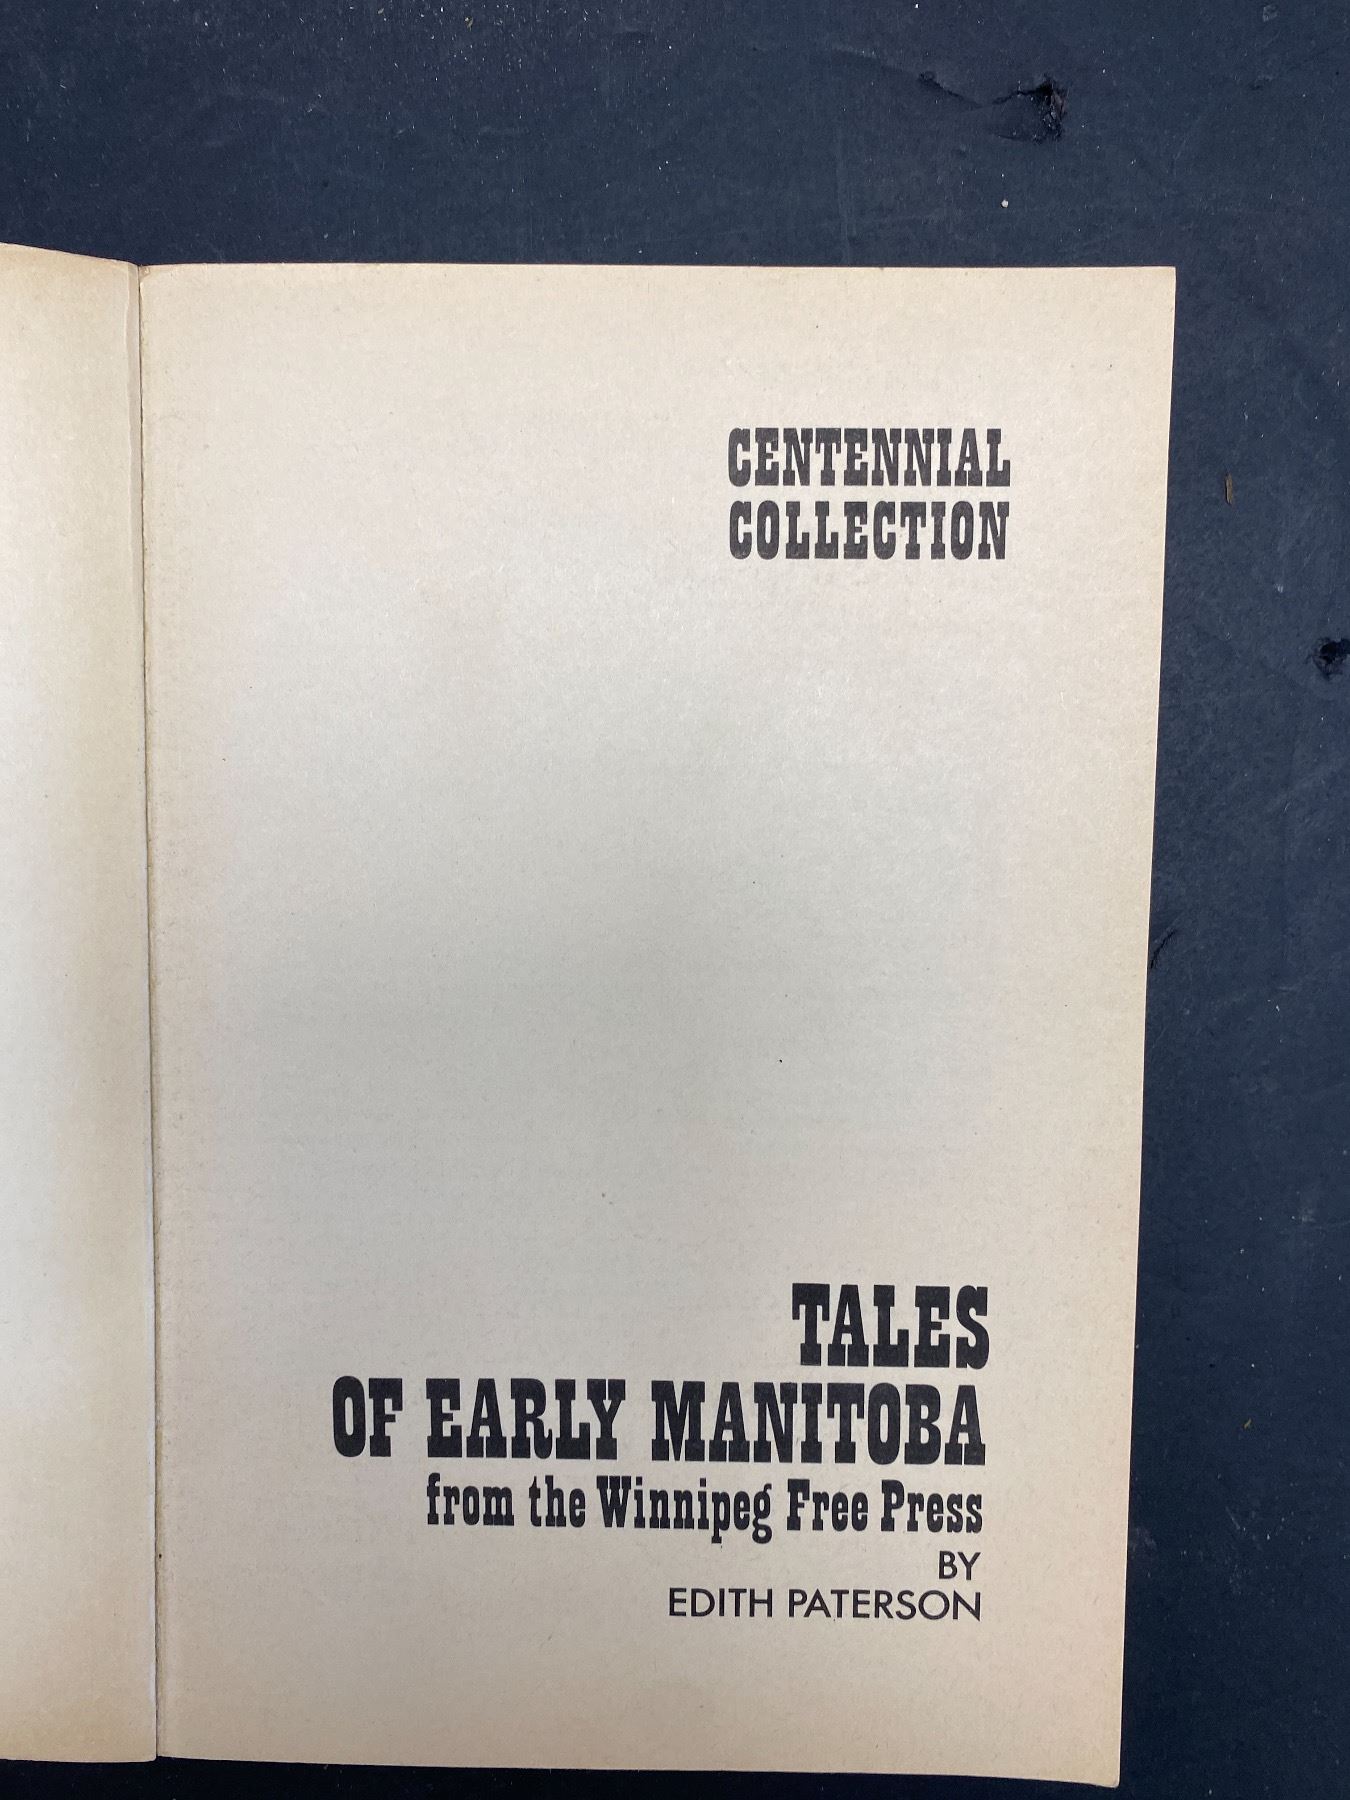 CENTENNIAL
COLLECTION
TALES
OF EARLY MANITOBA
from the Winnipeg Free Press
BY
EDITH PATERSON